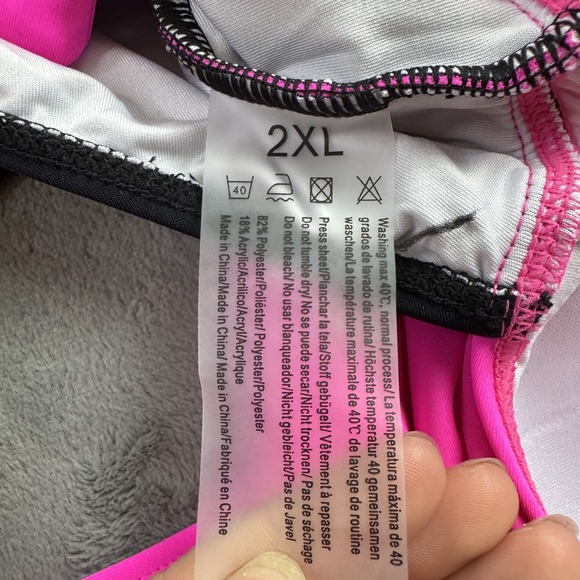 2XL
40
Washing max 40℃, normal process/ La temperatura máxima de 40
grados de lavado de rutina/ Höchste temperatur 40 gemeinsamen
waschen/La température maximale de 40℃ de lavage de routine
Press sheet/Planchar la tela/Stoff gebügelt/ Vêtement à repasser
Do not tumble dry/ No se puede secar/Nicht trocknen/ Pas de séchage
Do not bleach/ No usar blanqueador/Nicht gebleicht/Pas de Javel
82% Polyester/Poliéster/ Polyester/Polyester
18% Acrylic/Acrílico/Acryl/Acrylique
Made in China/Made in China/ Made in China/Fabriqué en Chine